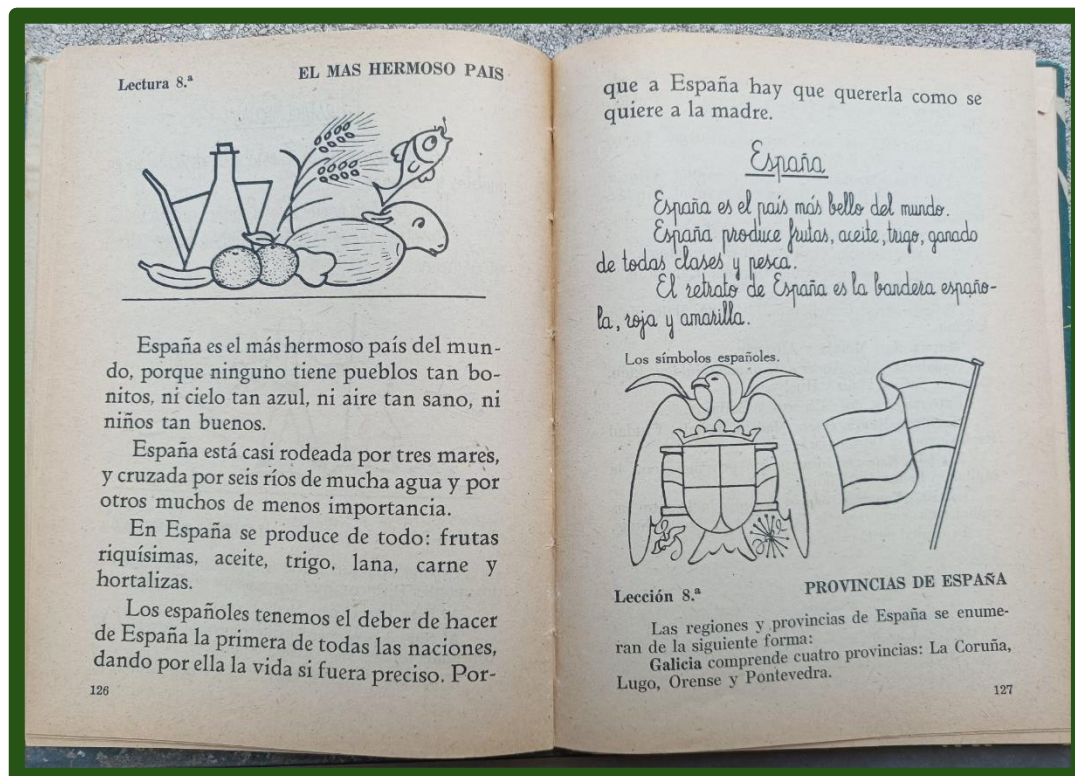 Lectura 8.ª
EL MAS HERMOSO PAIS
España es el más hermoso país del mun-
do, porque ninguno tiene pueblos tan bo-
nitos, ni cielo tan azul, ni aire tan sano, ni
niños tan buenos.
España está casi rodeada por tres mares,
y cruzada por seis ríos de mucha agua y por
otros muchos de menos importancia.
En España se produce de todo: frutas
riquísimas, aceite, trigo, lana, carne y
hortalizas.
Los españoles tenemos el deber de hacer
de España la primera de todas las naciones,
dando por ella la vida si fuera preciso. Por-
126
que a España hay que quererla como se
quiere a la madre.
España
España es el país más bello del mundo.
España produce frutas, aceite, trigo, ganado
de todas clases y pesca.
El retrato de España es la bandera españo-
la, roja y amarilla.
Los símbolos españoles.
Lección 8.ª
PROVINCIAS DE ESPAÑA
Las regiones y provincias de España se enume-
ran de la siguiente forma:
Galicia comprende cuatro provincias: La Coruña,
Lugo, Orense y Pontevedra.
127